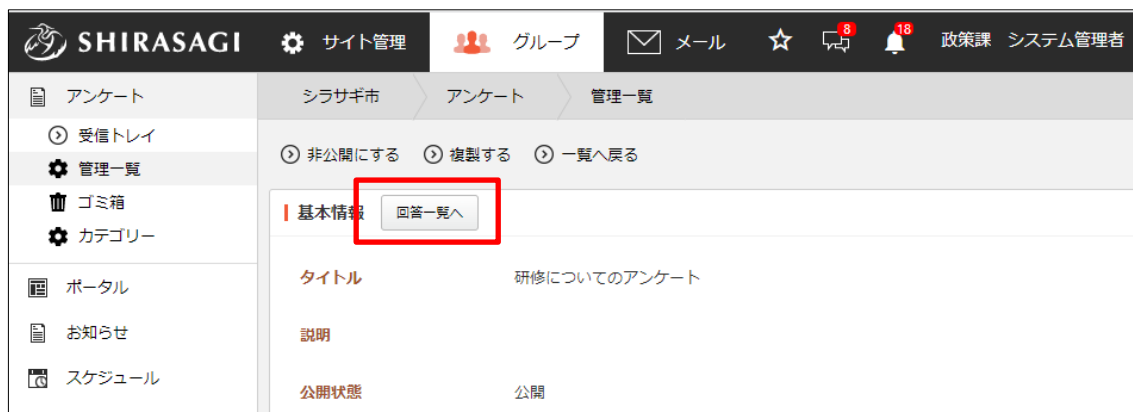 SHIRASAGI サイト管理 グループ メール 8 18 政策課 システム管理者
アンケート
受信トレイ
管理一覧
ゴミ箱
カテゴリー
ポータル
お知らせ
スケジュール
シラサギ市 アンケート 管理一覧
非公開にする 複製する 一覧へ戻る
基本情報 回答一覧へ
タイトル 研修についてのアンケート
説明
公開状態 公開